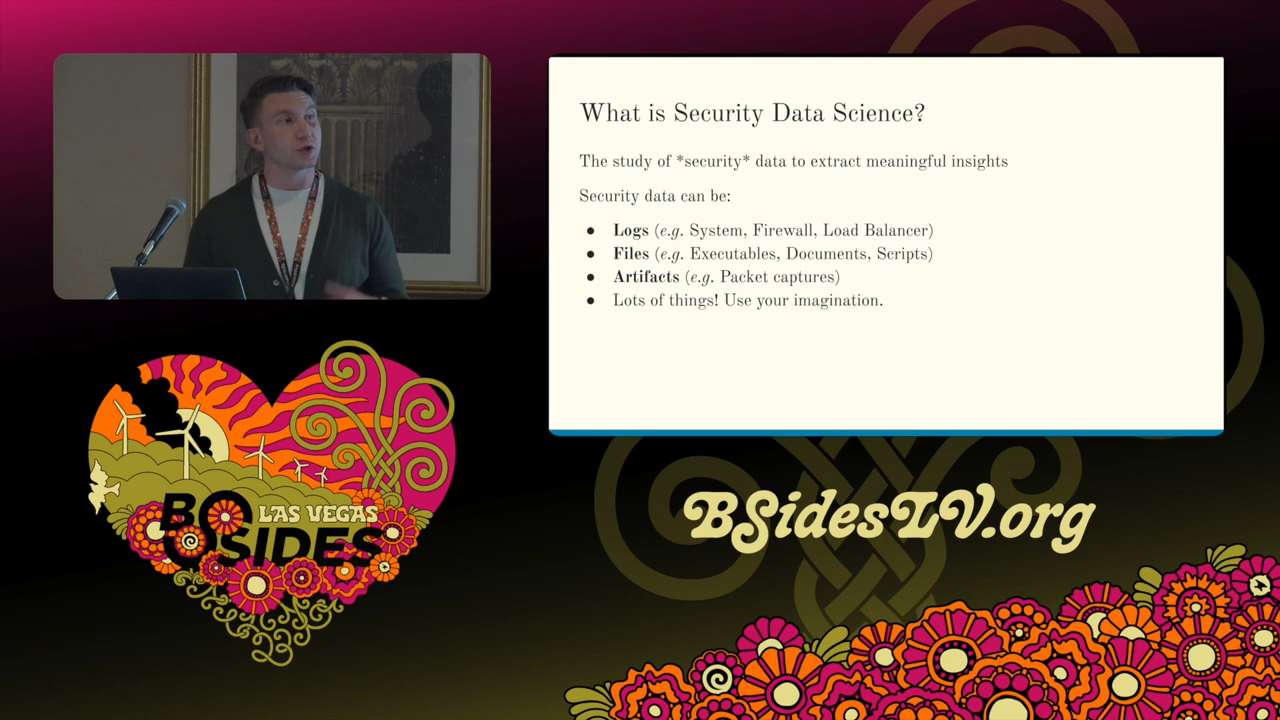 What is Security Data Science?
The study of *security* data to extract meaningful insights
Security data can be:
● Logs (e.g. System, Firewall, Load Balancer)
● Files (e.g. Executables, Documents, Scripts)
● Artifacts (e.g. Packet captures)
● Lots of things! Use your imagination.
LAS VEGAS
BSIDES
BSidesLV.org